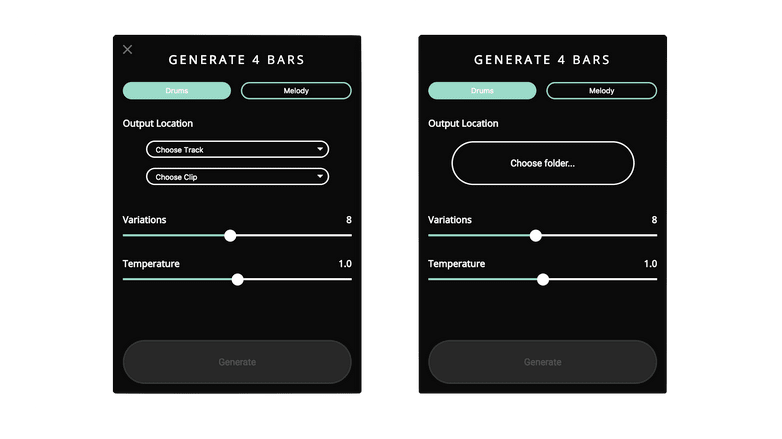 GENERATE 4 BARS
Drums Melody
Output Location
Choose Track
Choose Clip
Variations 8
Temperature 1.0
Generate
GENERATE 4 BARS
Drums Melody
Output Location
Choose folder...
Variations 8
Temperature 1.0
Generate